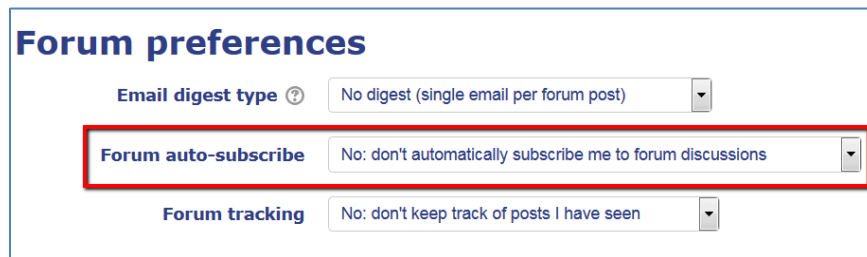 Forum preferences
Email digest type No digest (single email per forum post)
Forum auto-subscribe No: don't automatically subscribe me to forum discussions
Forum tracking No: don't keep track of posts I have seen